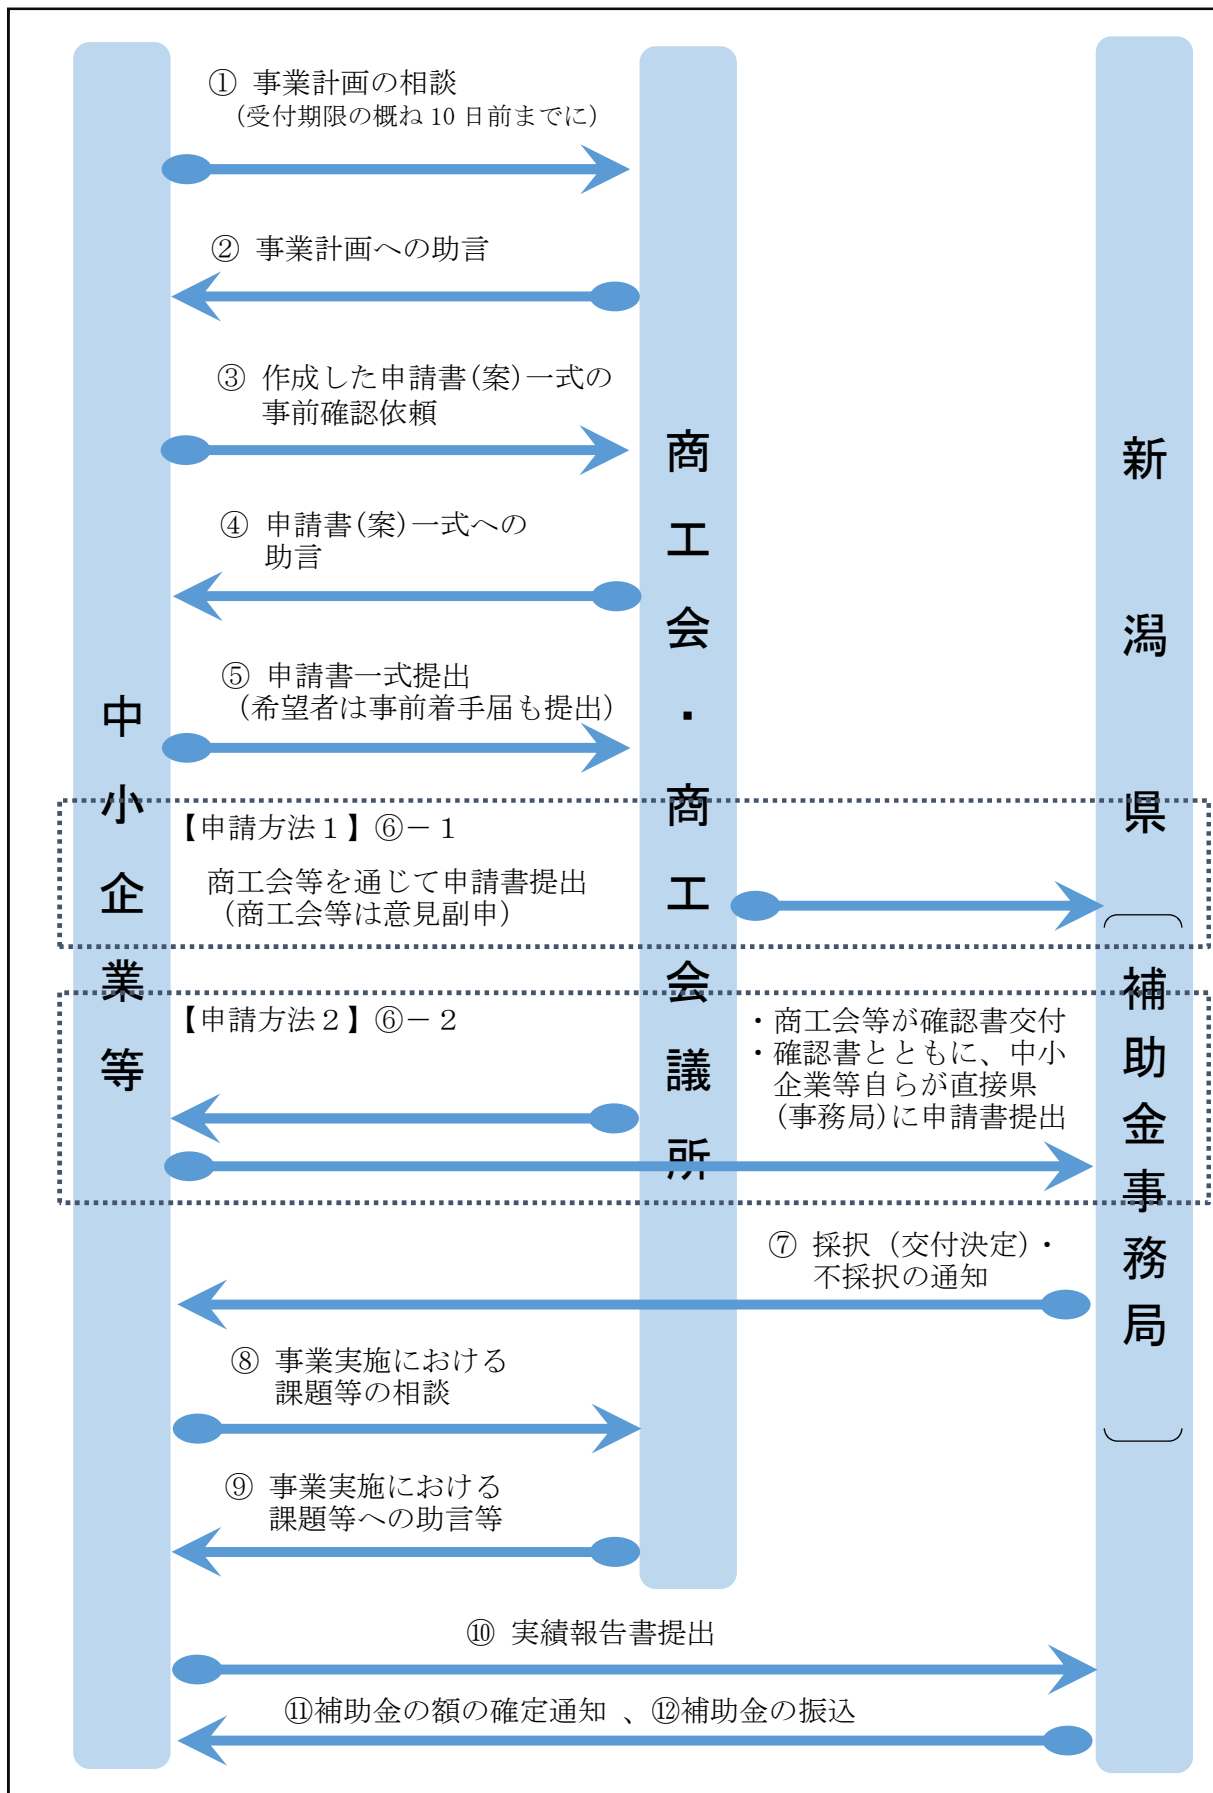 ① 事業計画の相談
(受付期限の概ね 10 日前までに)
② 事業計画への助言
③ 作成した申請書(案)一式の
事前確認依頼
④ 申請書(案)一式への
助言
⑤ 申請書一式提出
(希望者は事前着手届も提出)
中小企業等
商工会・商工会議所
新潟県
補助金事務局
【申請方法１】⑥－１
商工会等を通じて申請書提出
(商工会等は意見副申)
【申請方法２】⑥－２
・商工会等が確認書交付
・確認書とともに、中小
企業等自らが直接県
(事務局)に申請書提出
⑦ 採択 (交付決定)・
不採択の通知
⑧ 事業実施における
課題等の相談
⑨ 事業実施における
課題等への助言等
⑩ 実績報告書提出
⑪補助金の額の確定通知 、⑫補助金の振込